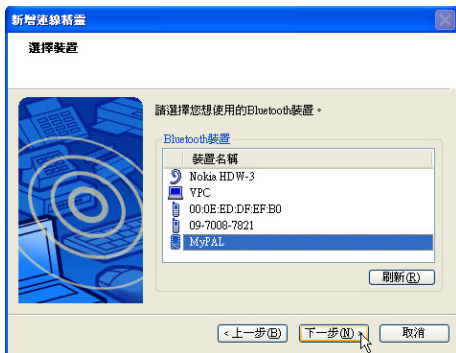 新增連線精靈
選擇裝置
請選擇您想使用的Bluetooth裝置。
Bluetooth裝置
裝置名稱
Nokia HDW-3
VPC
00:0E:ED:DF:EF:B0
09-7008-7821
MyPAL
刷新(R)
<上一步(B) 下一步(N)> 取消